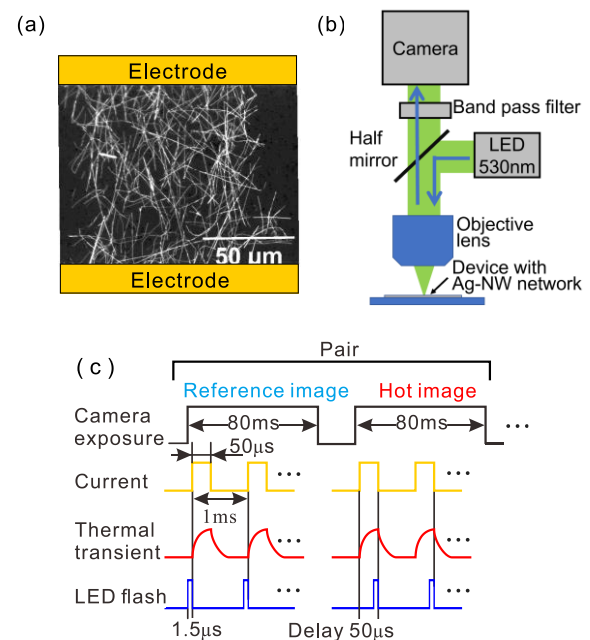 (a)
Electrode
50 µm
Electrode
(b)
Camera
Band pass filter
Half
mirror
LED
530nm
Objective
lens
Device with
Ag-NW network
(c)
Pair
Reference image
Hot image
Camera
exposure
80ms
80ms
...
50µs
Current
...
...
1ms
Thermal
transient
...
...
LED flash
...
...
1.5µs
Delay 50µs